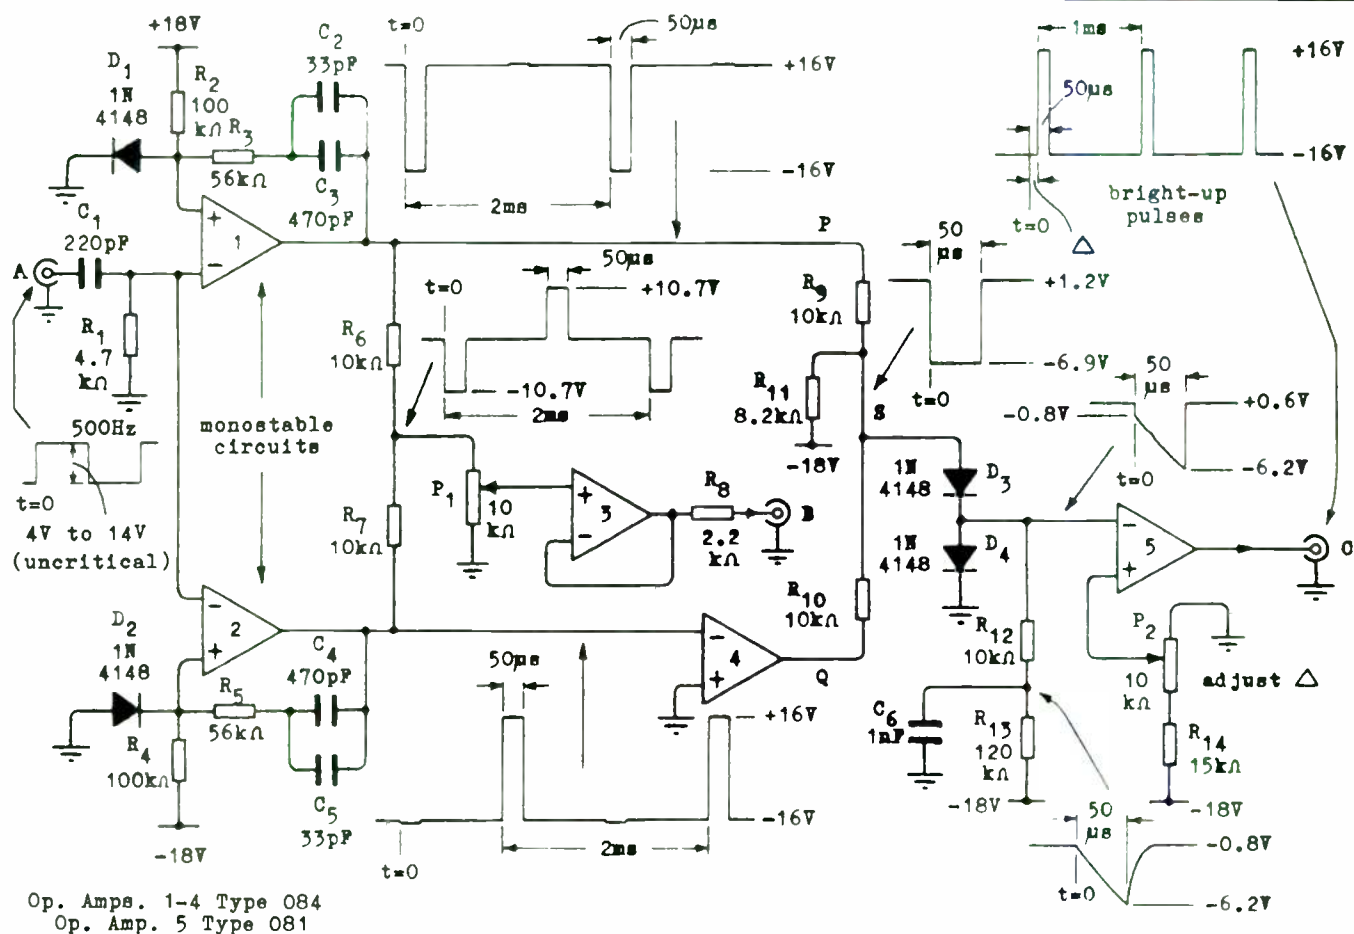 +18V
D1
1N
4148
R2
100
kΩ
R3
56kΩ
C2
33pF
C3
470pF
t=0
50µs
+16V
-16V
2ms
1ms
50µs
+16V
-16V
t=0
△
bright-up
pulses
A
C1
220pF
R1
4.7
kΩ
+
1
-
P
500Hz
t=0
4V to 14V
(uncritical)
monostable
circuits
R6
10kΩ
t=0
50µs
+10.7V
-10.7V
2ms
R9
10kΩ
50
µs
+1.2V
-6.9V
t=0
R11
8.2kΩ
-18V
S
50
µs
+0.6V
-0.8V
t=0
-6.2V
P1
10
kΩ
+
3
-
R8
2.2
kΩ
B
R7
10kΩ
1N
4148
D3
1N
4148
D4
-
5
+
C
R10
10kΩ
R12
10kΩ
P2
10
kΩ
adjust △
R14
15kΩ
-18V
D2
1N
4148
-
2
+
R5
56kΩ
R4
100kΩ
-18V
C4
470pF
C5
33pF
50µs
-
4
+
Q
+16V
-16V
2ms
t=0
C6
1nF
R13
120
kΩ
-18V
50
µs
t=0
-0.8V
-6.2V
Op. Amps. 1-4 Type 084
Op. Amp. 5 Type 081